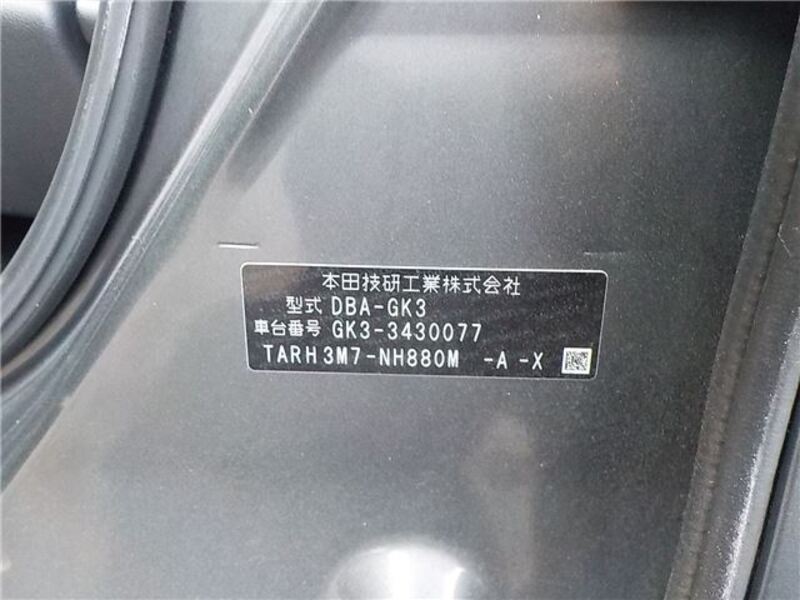 本田技研工業株式会社
型式 DBA-GK3
車台番号 GK3-3430077
TARH3M7-NH880M -A -X